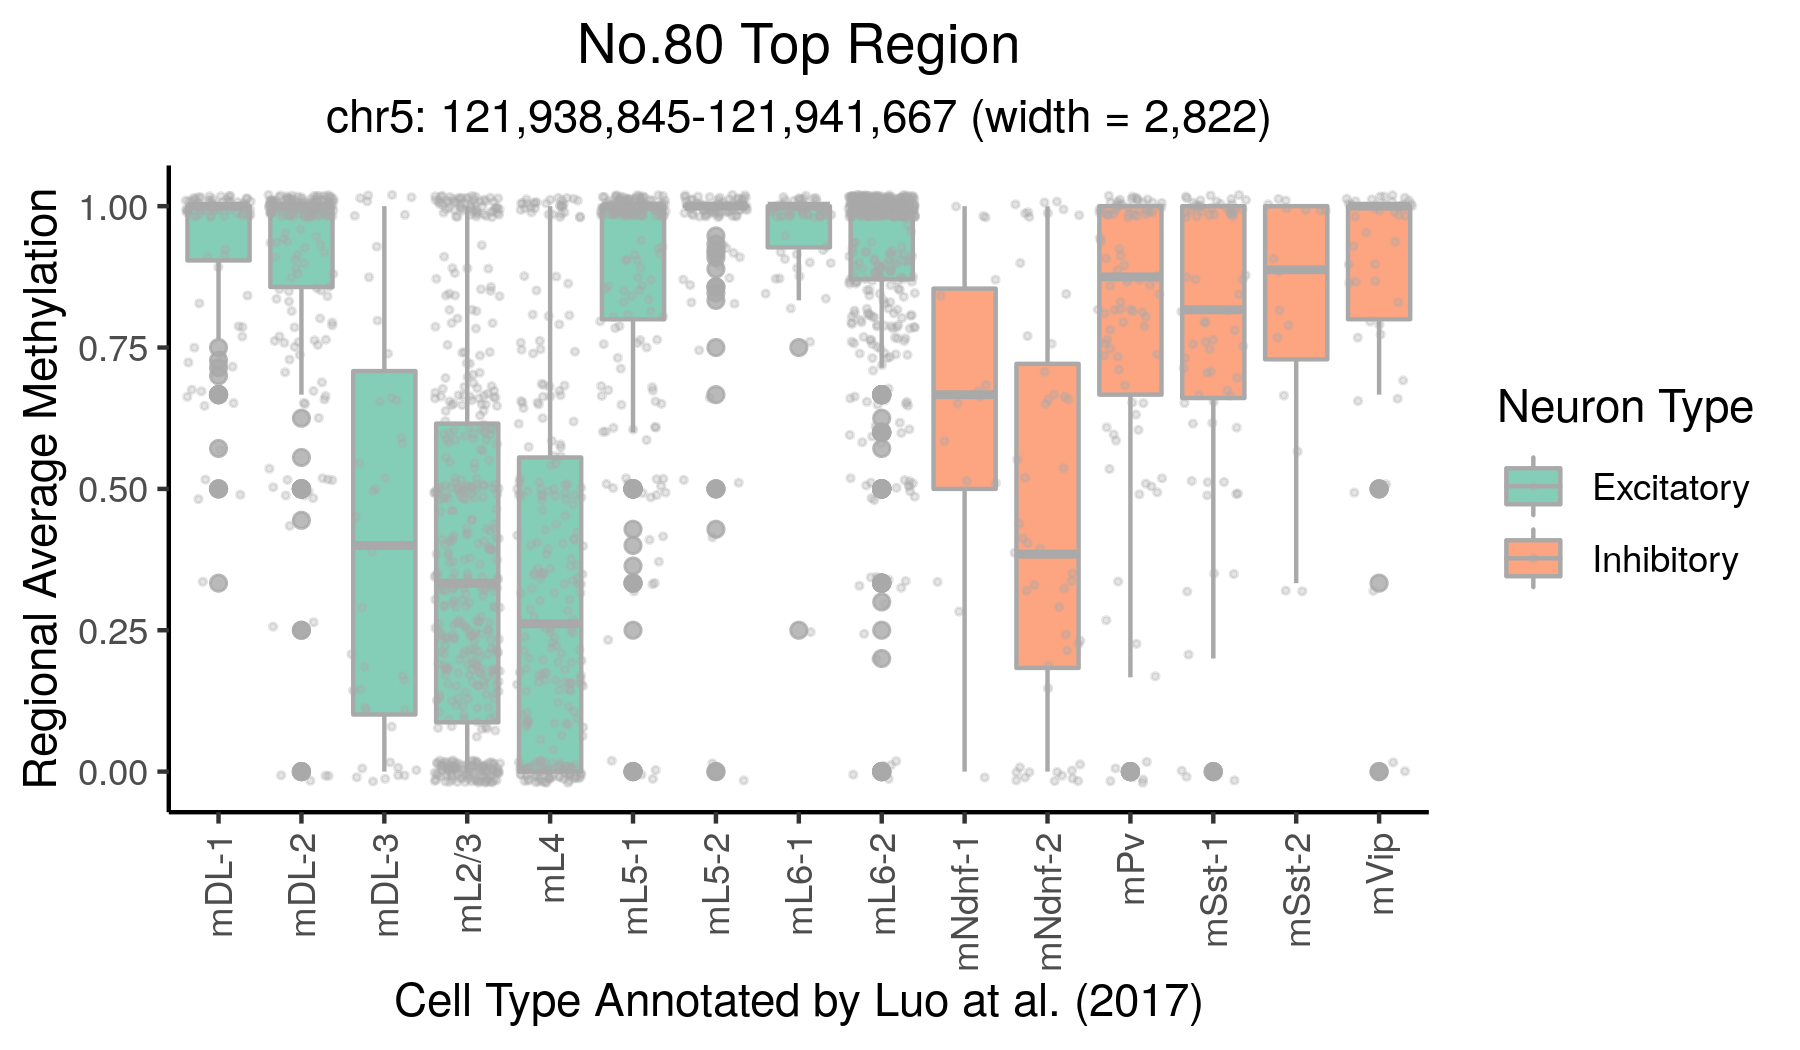 No.80 Top Region
chr5: 121,938,845-121,941,667 (width = 2,822)
Regional Average Methylation
1.00
0.75
0.50
0.25
0.00
mDL-1
mDL-2
mDL-3
mL2/3
mL4
mL5-1
mL5-2
mL6-1
mL6-2
mNdnf-1
mNdnf-2
mPv
mSst-1
mSst-2
mVip
Cell Type Annotated by Luo at al. (2017)
Neuron Type
Excitatory
Inhibitory